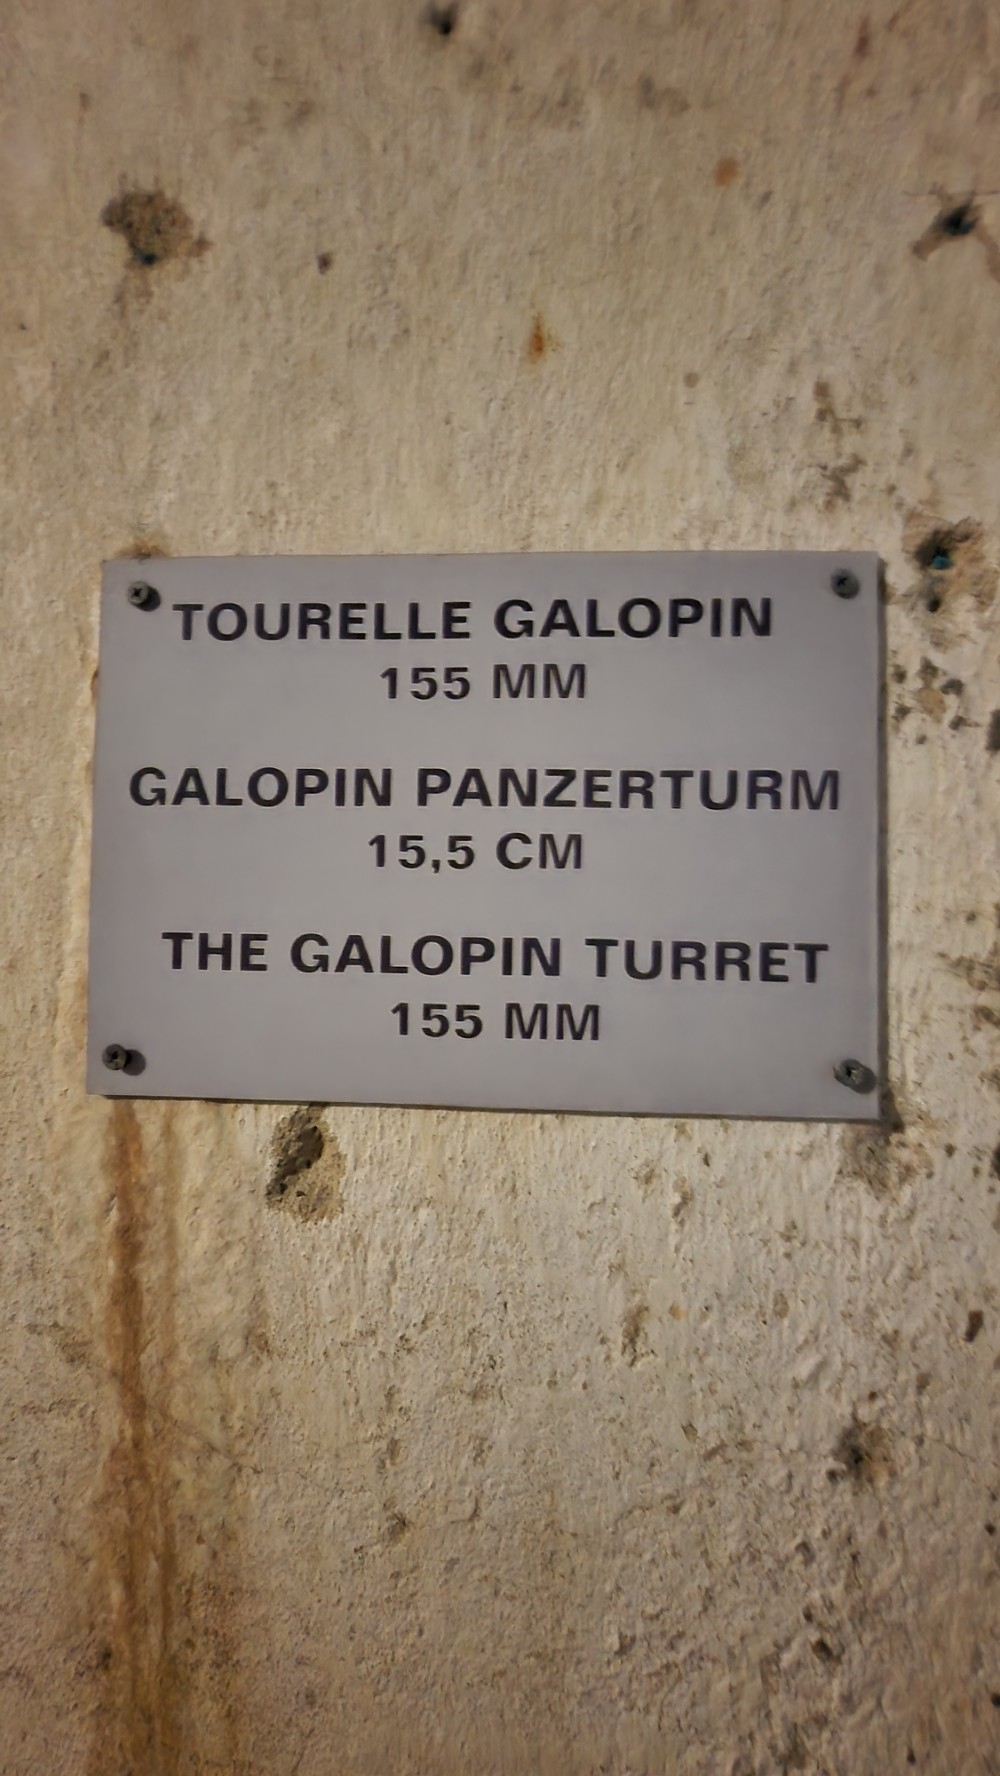 TOURELLE GALOPIN
155 MM
GALOPIN PANZERTURM
15,5 CM
THE GALOPIN TURRET
155 MM